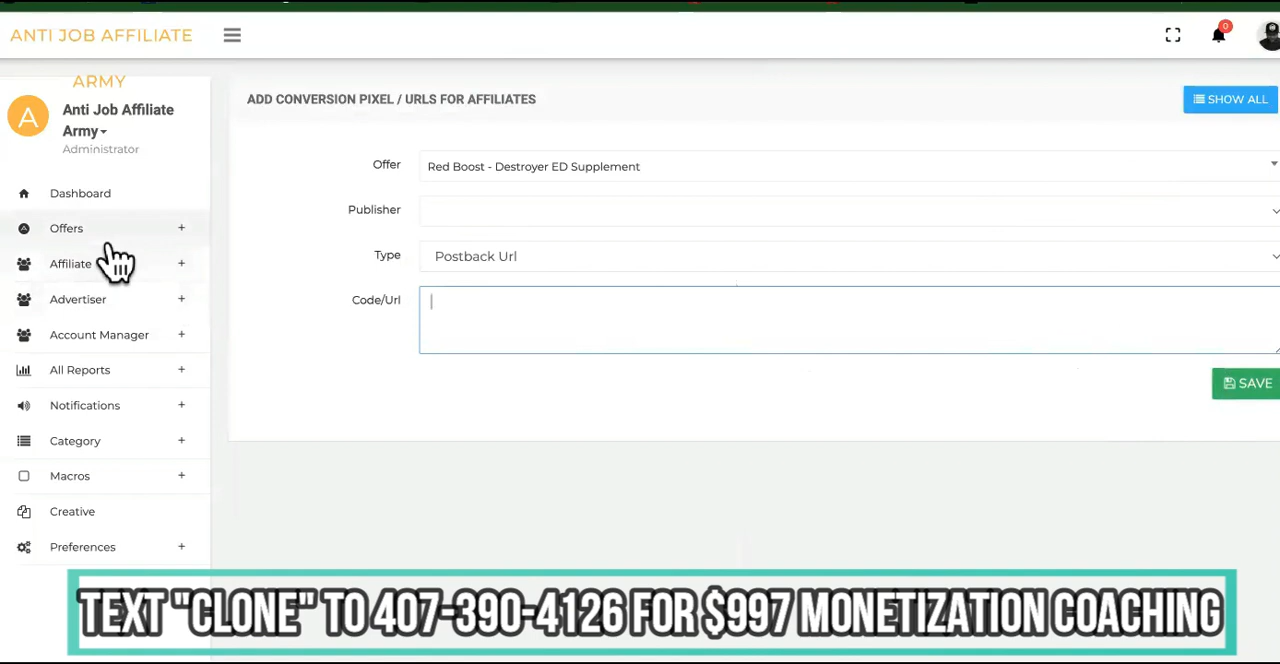 ANTI JOB AFFILIATE
0
ARMY
A
Anti Job Affiliate
Army
Administrator
ADD CONVERSION PIXEL / URLS FOR AFFILIATES
SHOW ALL
Offer
Red Boost - Destroyer ED Supplement
Publisher
Type
Postback Url
Code/Url
SAVE
Dashboard
Offers +
Affiliate +
Advertiser +
Account Manager +
All Reports +
Notifications +
Category +
Macros +
Creative
Preferences +
TEXT "CLONE" TO 407-390-4126 FOR $997 MONETIZATION COACHING